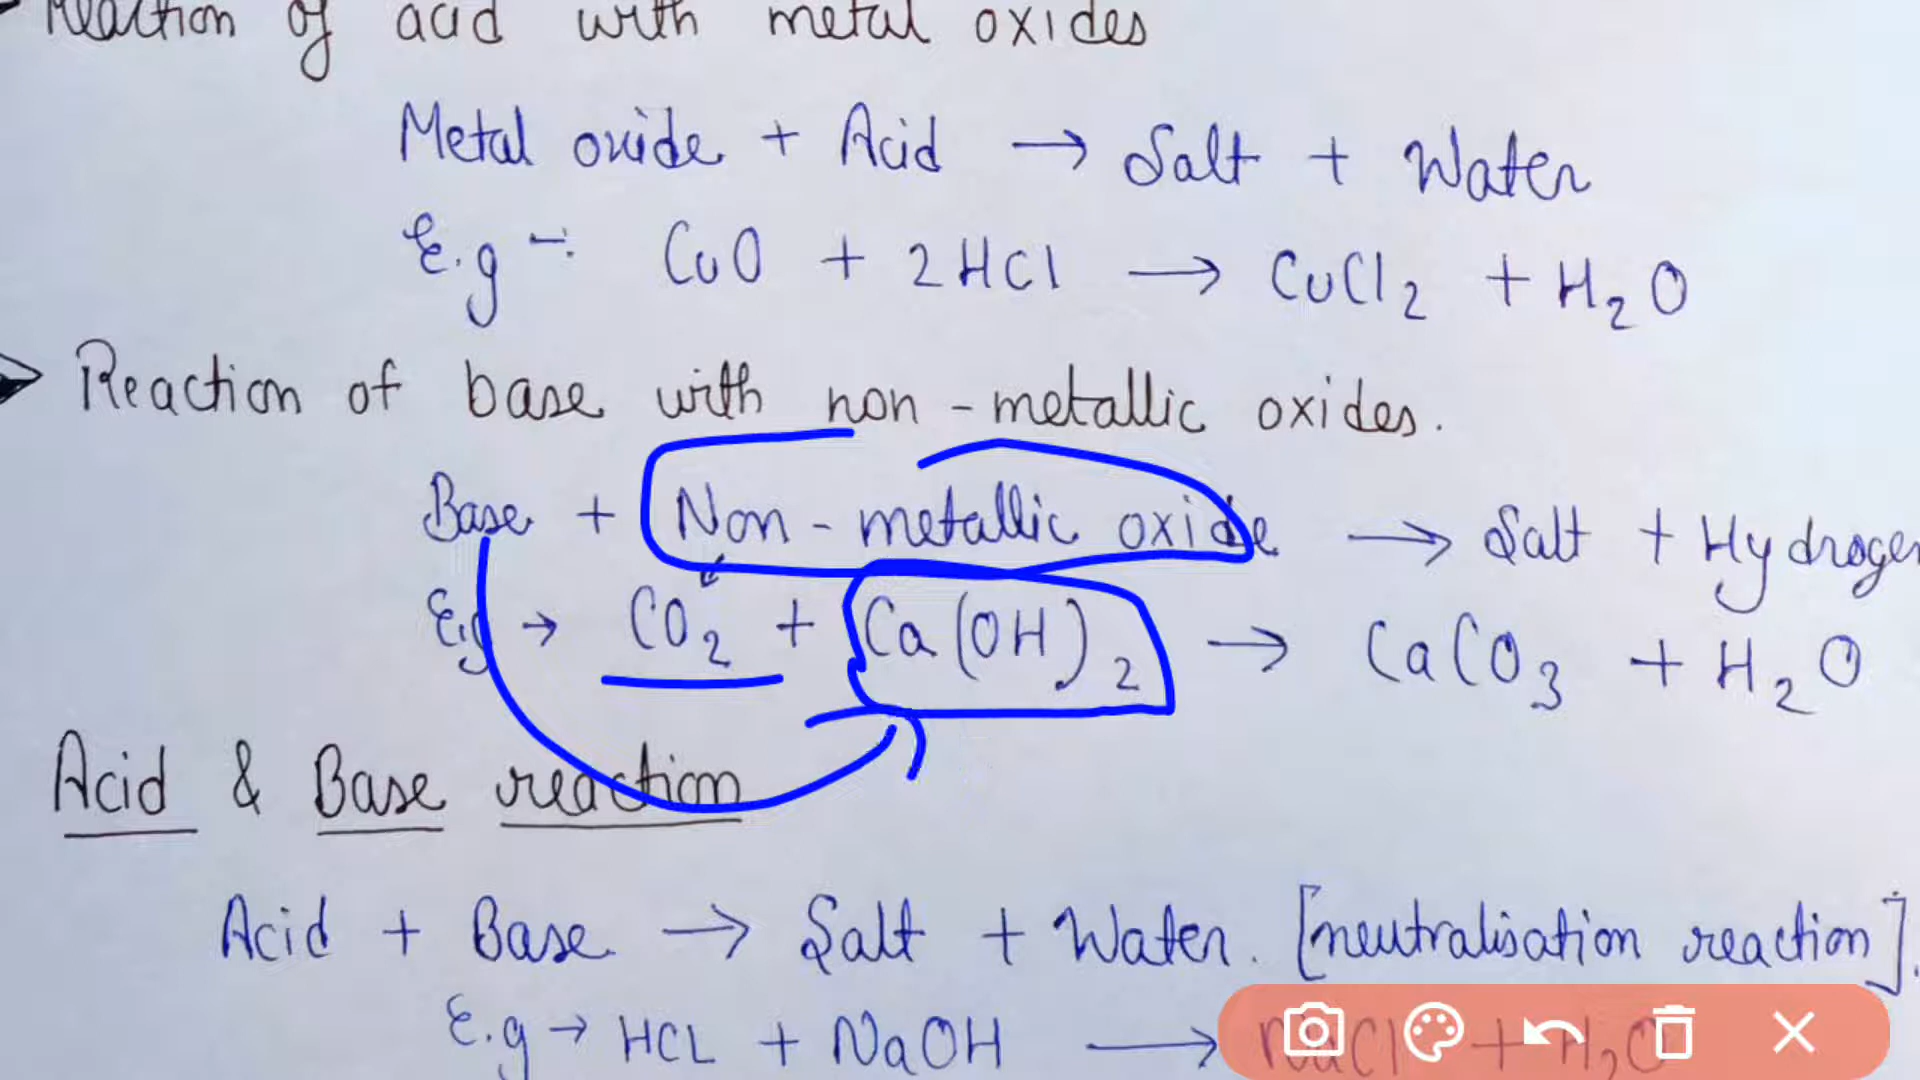 Reaction of acid with metal oxides
Metal oxide + Acid → Salt + Water
E.g -: CuO + 2HCl → CuCl2 + H2O
Reaction of base with non-metallic oxides.
Base + Non-metallic oxide → Salt + Hydrogen
E.g → CO2 + Ca(OH)2 → CaCO3 + H2O
Acid & Base reaction
Acid + Base → Salt + Water. [neutralisation reaction].
E.g → HCL + NaOH → NaCl + H2O